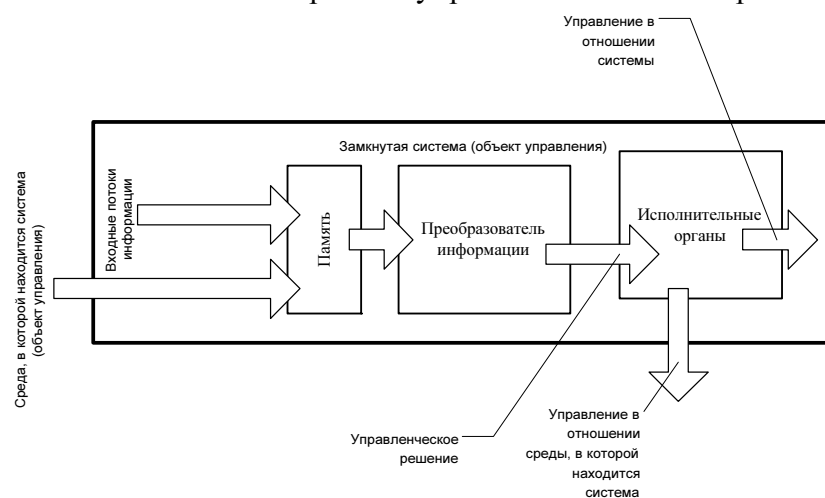 Управление в
отношении
системы
Замкнутая система (объект управления)
Среда, в которой находится система
(объект управления)
Входные потоки
информации
Память
Преобразователь
информации
Исполнительные
органы
Управленческое
решение
Управление в
отношении
среды, в которой
находится
система